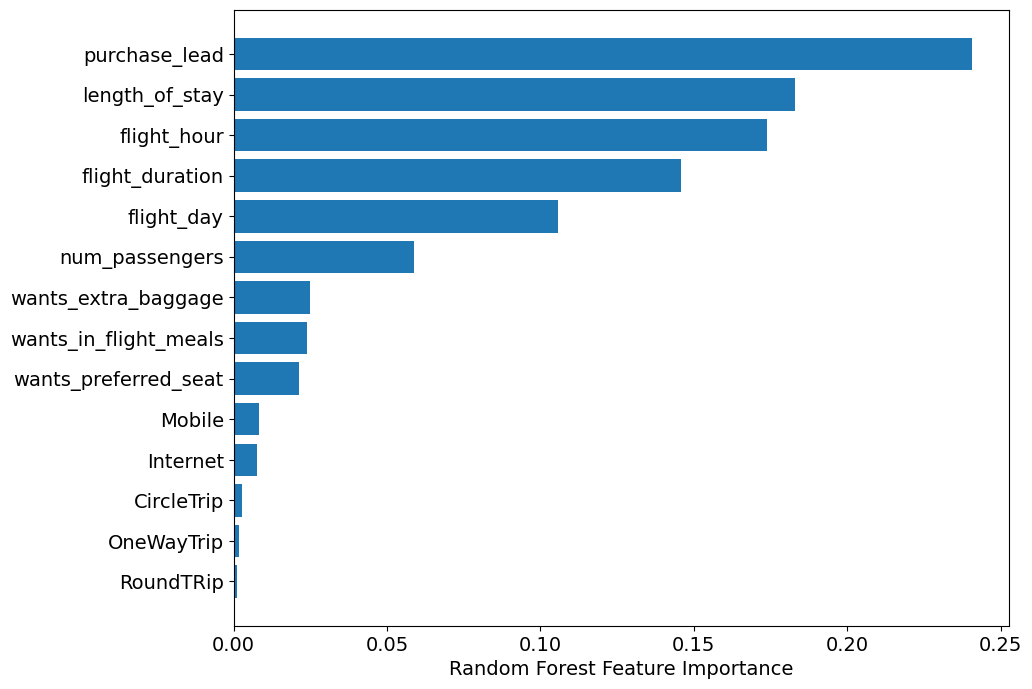 purchase_lead
length_of_stay
flight_hour
flight_duration
flight_day
num_passengers
wants_extra_baggage
wants_in_flight_meals
wants_preferred_seat
Mobile
Internet
CircleTrip
OneWayTrip
RoundTRip
0.00 0.05 0.10 0.15 0.20 0.25
Random Forest Feature Importance